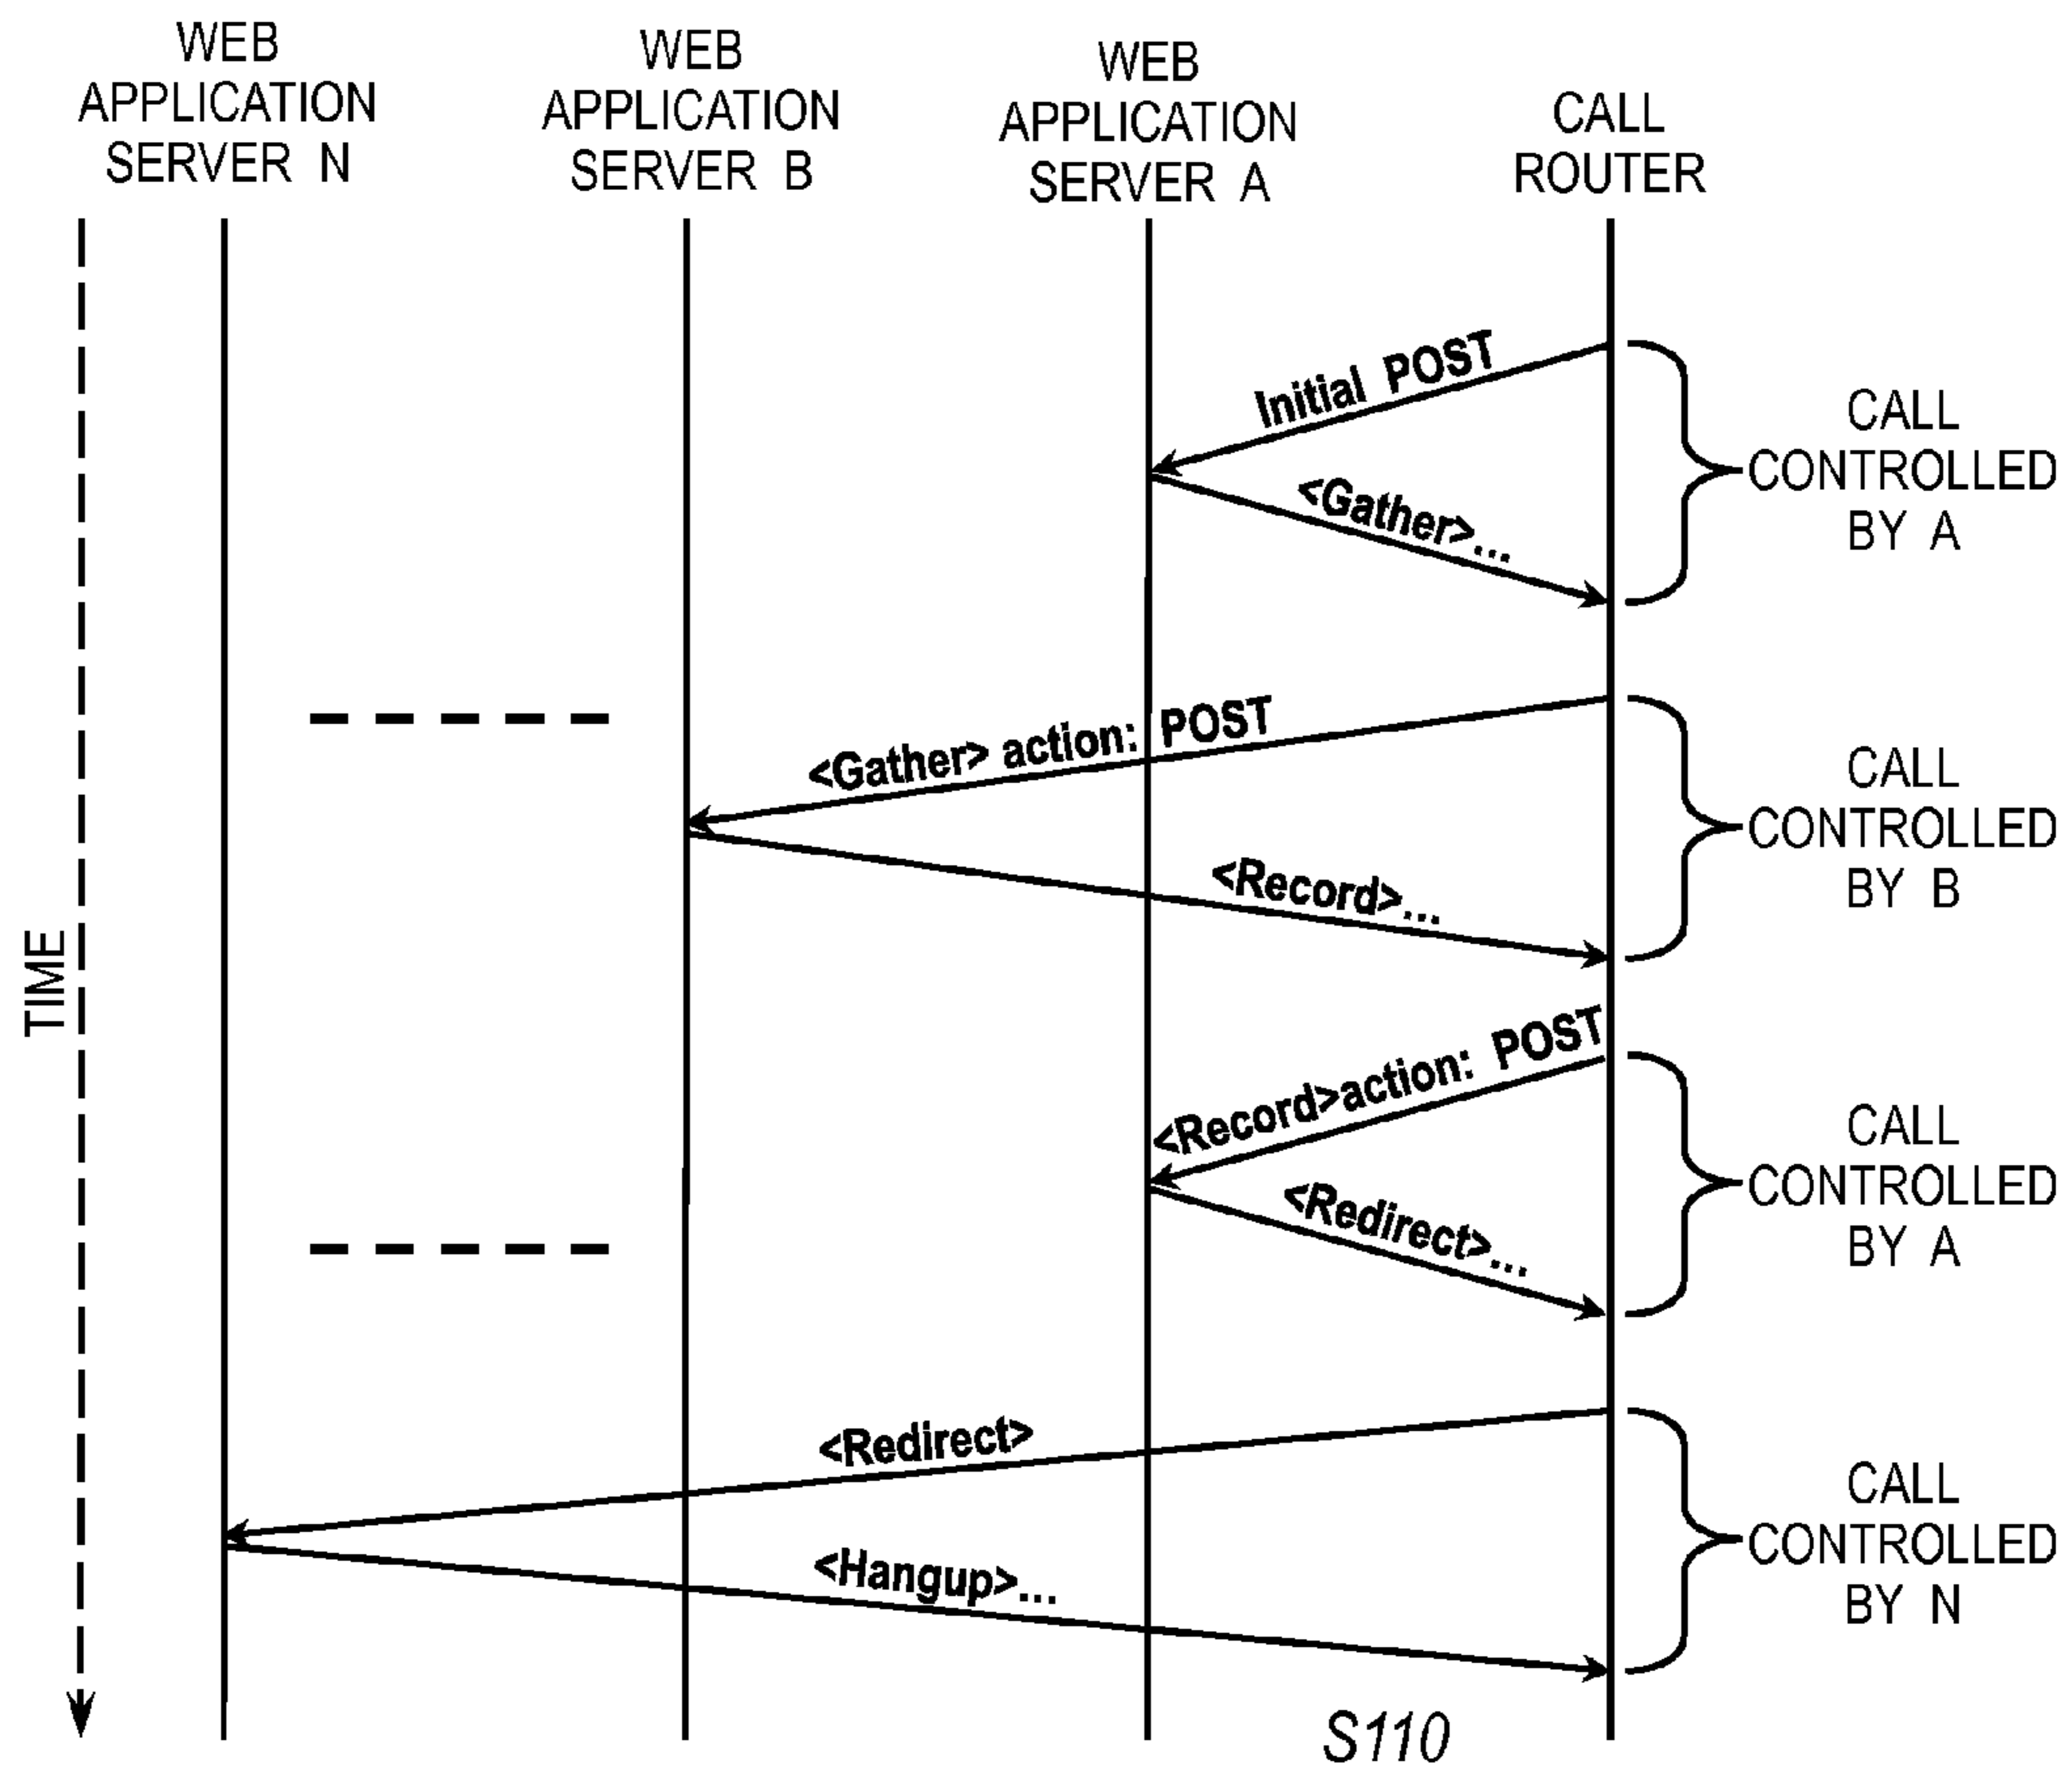 WEB
APPLICATION
SERVER N
WEB
APPLICATION
SERVER B
WEB
APPLICATION
SERVER A
CALL
ROUTER
TIME
Initial POST
<Gather>...
CALL
CONTROLLED
BY A
<Gather> action: POST
<Record>...
CALL
CONTROLLED
BY B
<Record>action: POST
<Redirect>...
CALL
CONTROLLED
BY A
<Redirect>
<Hangup>...
CALL
CONTROLLED
BY N
S110